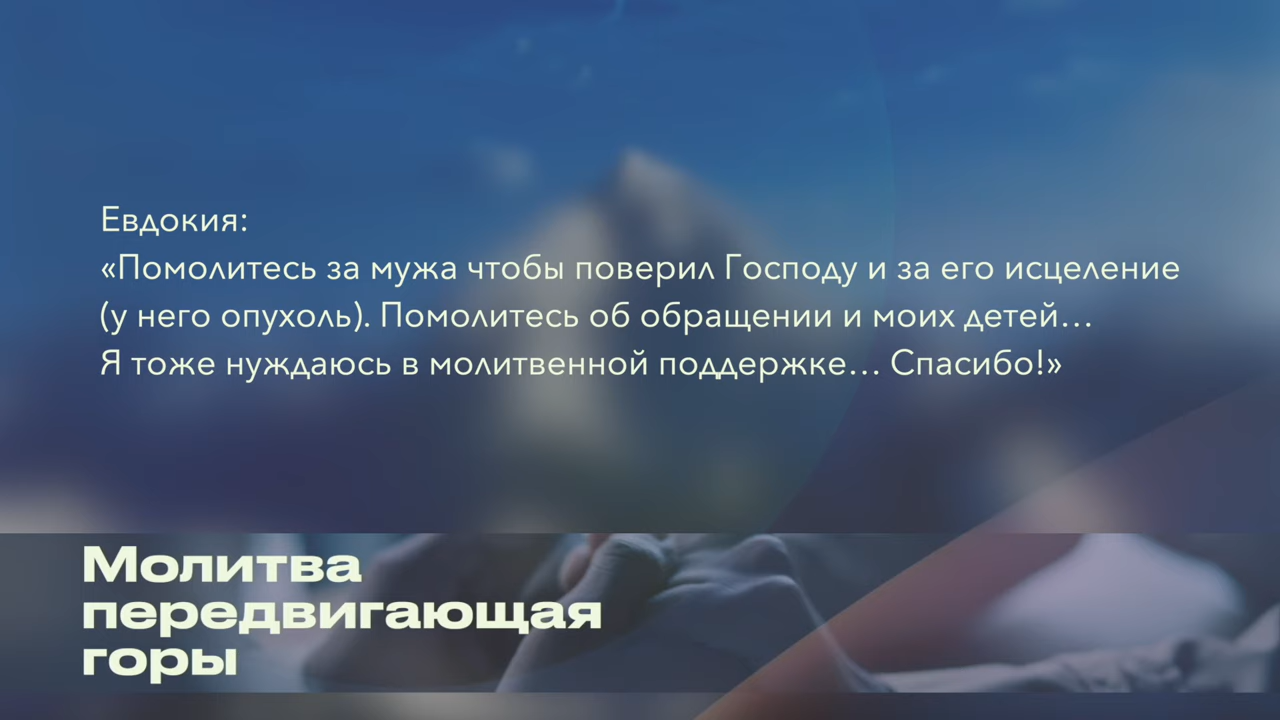 Евдокия:
«Помолитесь за мужа чтобы поверил Господу и за его исцеление
(у него опухоль). Помолитесь об обращении и моих детей...
Я тоже нуждаюсь в молитвенной поддержке... Спасибо!»
Молитва
передвигающая
горы